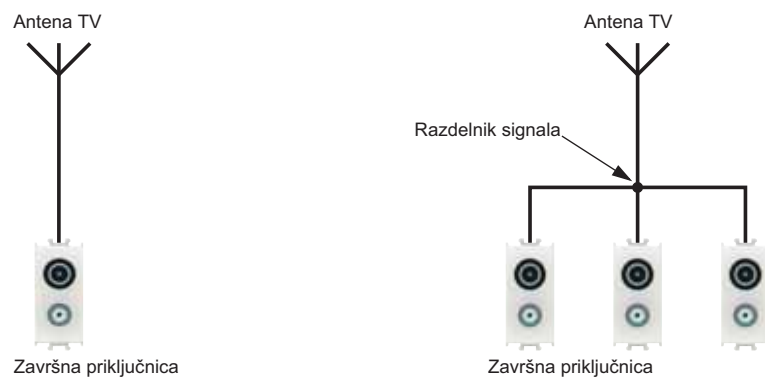 Antena TV
Završna priključnica
Antena TV
Razdelnik signala
Završna priključnica